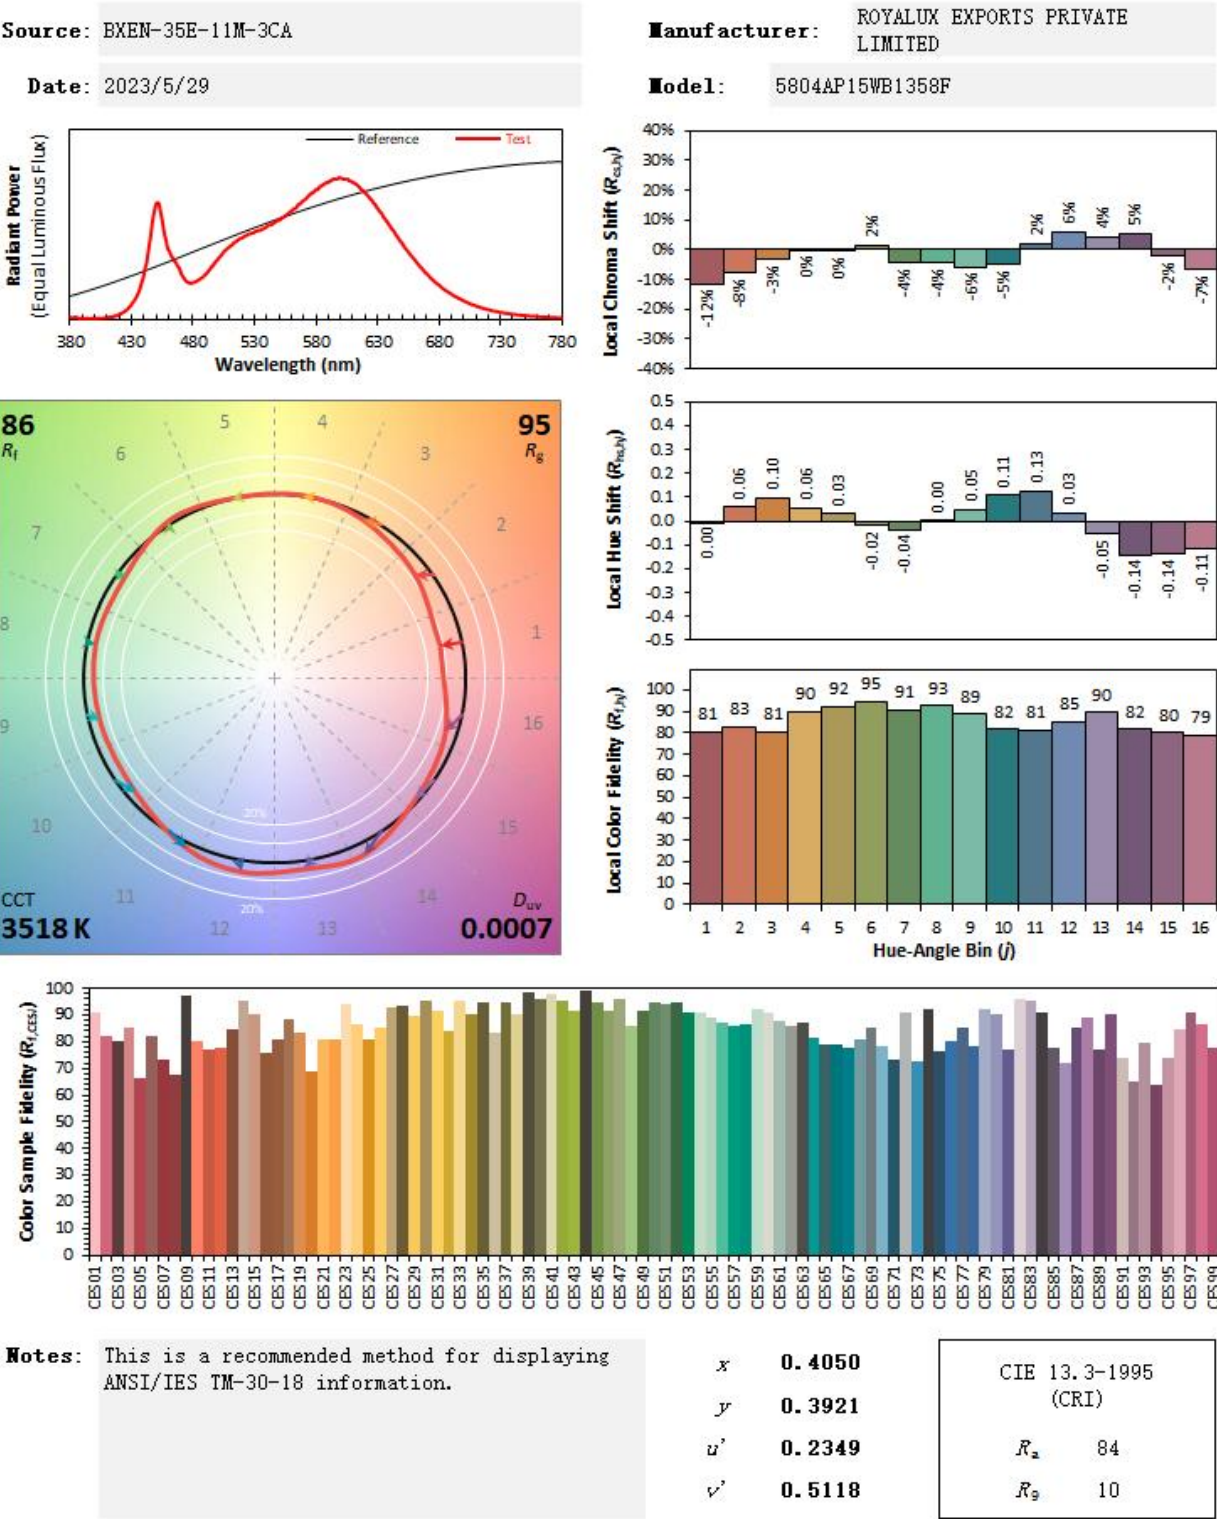 Source: BXEN-35E-11M-3CA
Manufacturer: ROYALUX EXPORTS PRIVATE
LIMITED
Date: 2023/5/29
Model: 5804AP15WB1358F
Radiant Power
(Equal Luminous Flux)
Reference Test
380 430 480 530 580 630 680 730 780
Wavelength (nm)
Local Chroma Shift (Rcs,hj)
40%
30%
20%
10%
0%
-10%
-20%
-30%
-40%
-12% -8% -3% 0% 0% 2% -4% -4% -6% -5% 2% 6% 4% 5% -2% -7%
86
Rf
95
Rg
1 2 3 4 5 6 7 8 9 10 11 12 13 14 15 16
20%
20%
CCT
3518 K
Duv
0.0007
Local Hue Shift (Rhs,hj)
0.5
0.4
0.3
0.2
0.1
0.0
-0.1
-0.2
-0.3
-0.4
-0.5
0.00 0.06 0.10 0.06 0.03 -0.02 -0.04 0.00 0.05 0.11 0.13 0.03 -0.05 -0.14 -0.14 -0.11
Local Color Fidelity (Rf,hj)
100
90
80
70
60
50
40
30
20
10
0
81 83 81 90 92 95 91 93 89 82 81 85 90 82 80 79
1 2 3 4 5 6 7 8 9 10 11 12 13 14 15 16
Hue-Angle Bin (j)
Color Sample Fidelity (Rf,CESi)
100
90
80
70
60
50
40
30
20
10
0
CES01 CES03 CES05 CES07 CES09 CES11 CES13 CES15 CES17 CES19 CES21 CES23 CES25 CES27 CES29 CES31 CES33 CES35 CES37 CES39 CES41 CES43 CES45 CES47 CES49 CES51 CES53 CES55 CES57 CES59 CES61 CES63 CES65 CES67 CES69 CES71 CES73 CES75 CES77 CES79 CES81 CES83 CES85 CES87 CES89 CES91 CES93 CES95 CES97 CES99
Notes: This is a recommended method for displaying
ANSI/IES TM-30-18 information.
x 0.4050
y 0.3921
u' 0.2349
v' 0.5118
CIE 13.3-1995
(CRI)
Ra 84
R9 10